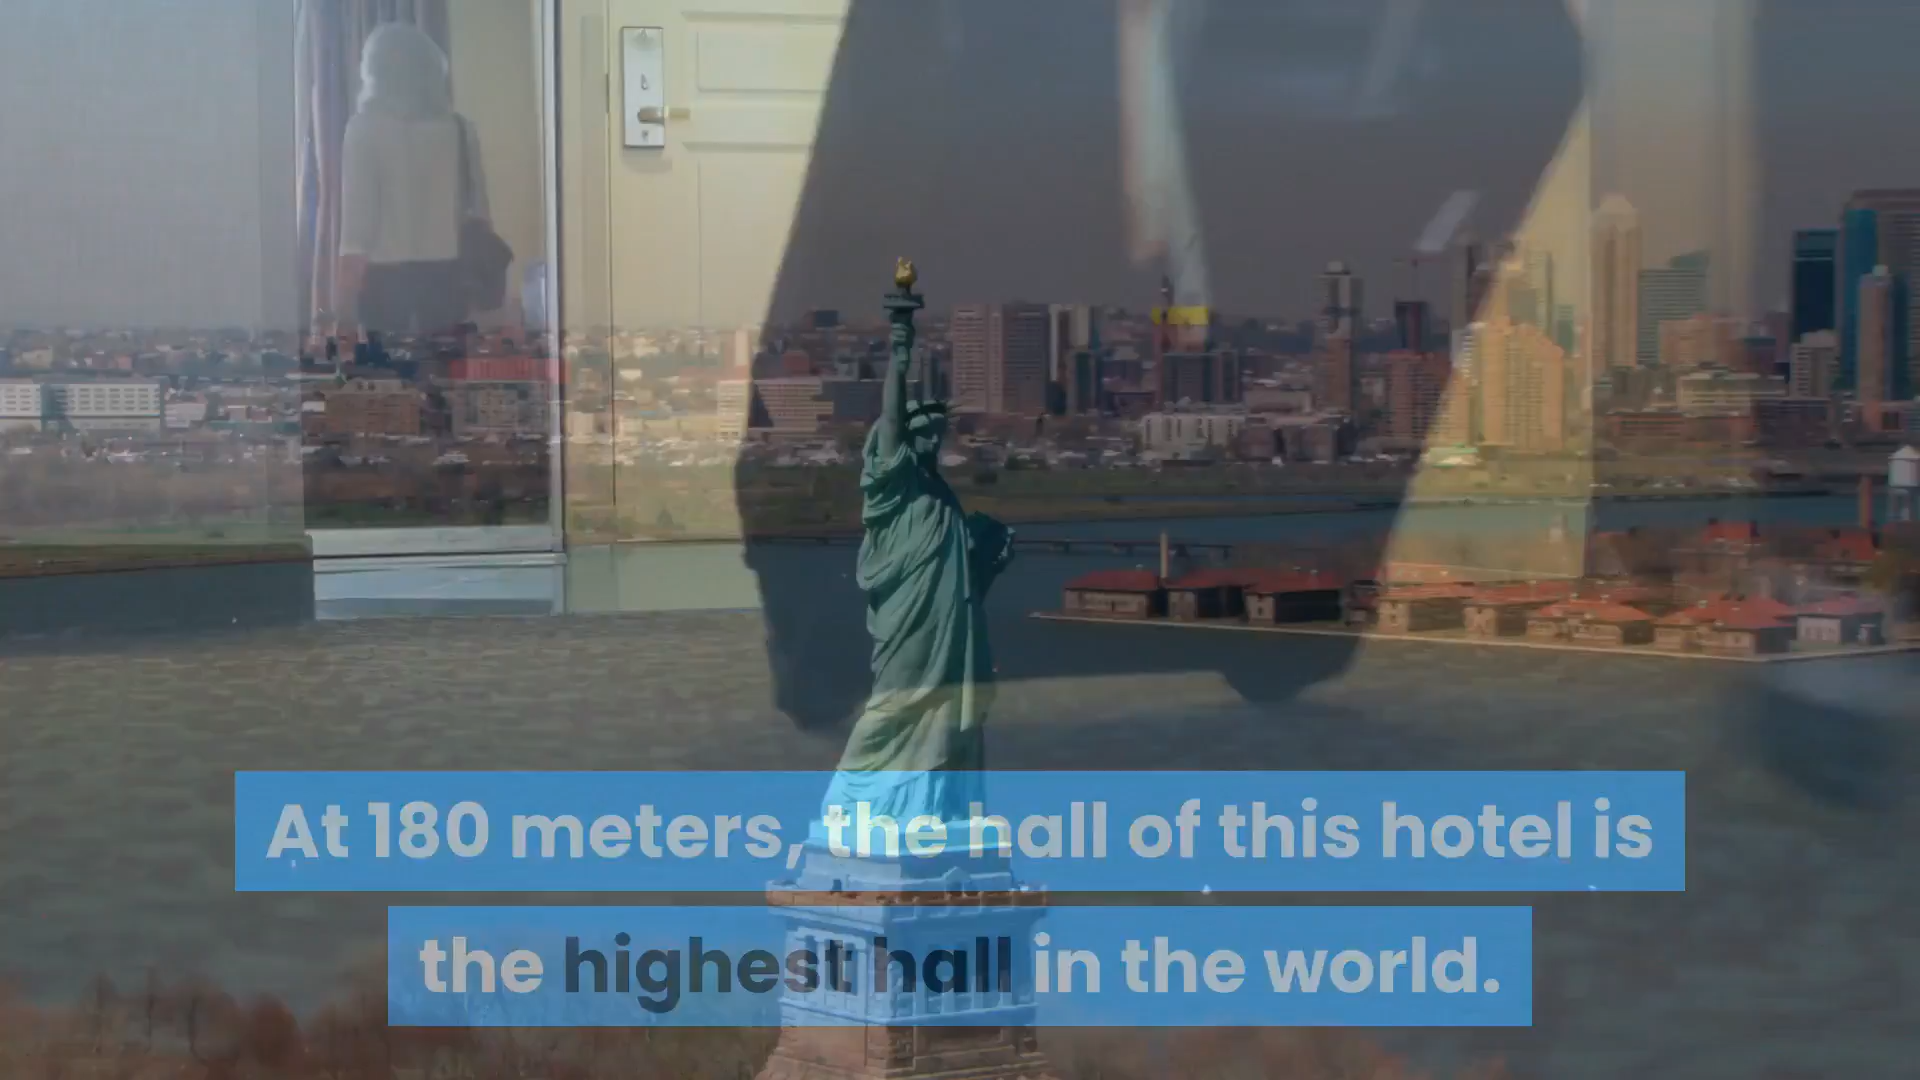 At 180 meters, the hall of this hotel is
the highest hall in the world.